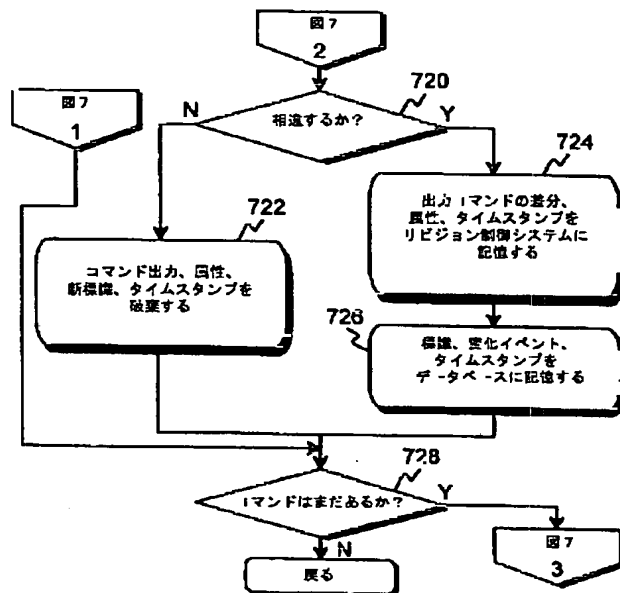 図7
2
720
図7
1
N
相違するか?
Y
724
出力コマンドの差分、
属性、タイムスタンプを
リビジョン制御システムに
記憶する
722
コマンド出力、属性、
新標識、タイムスタンプを
破棄する
726
標識、変化イベント、
タイムスタンプを
データベースに記憶する
728
コマンドはまだあるか?
Y
N
図7
3
戻る